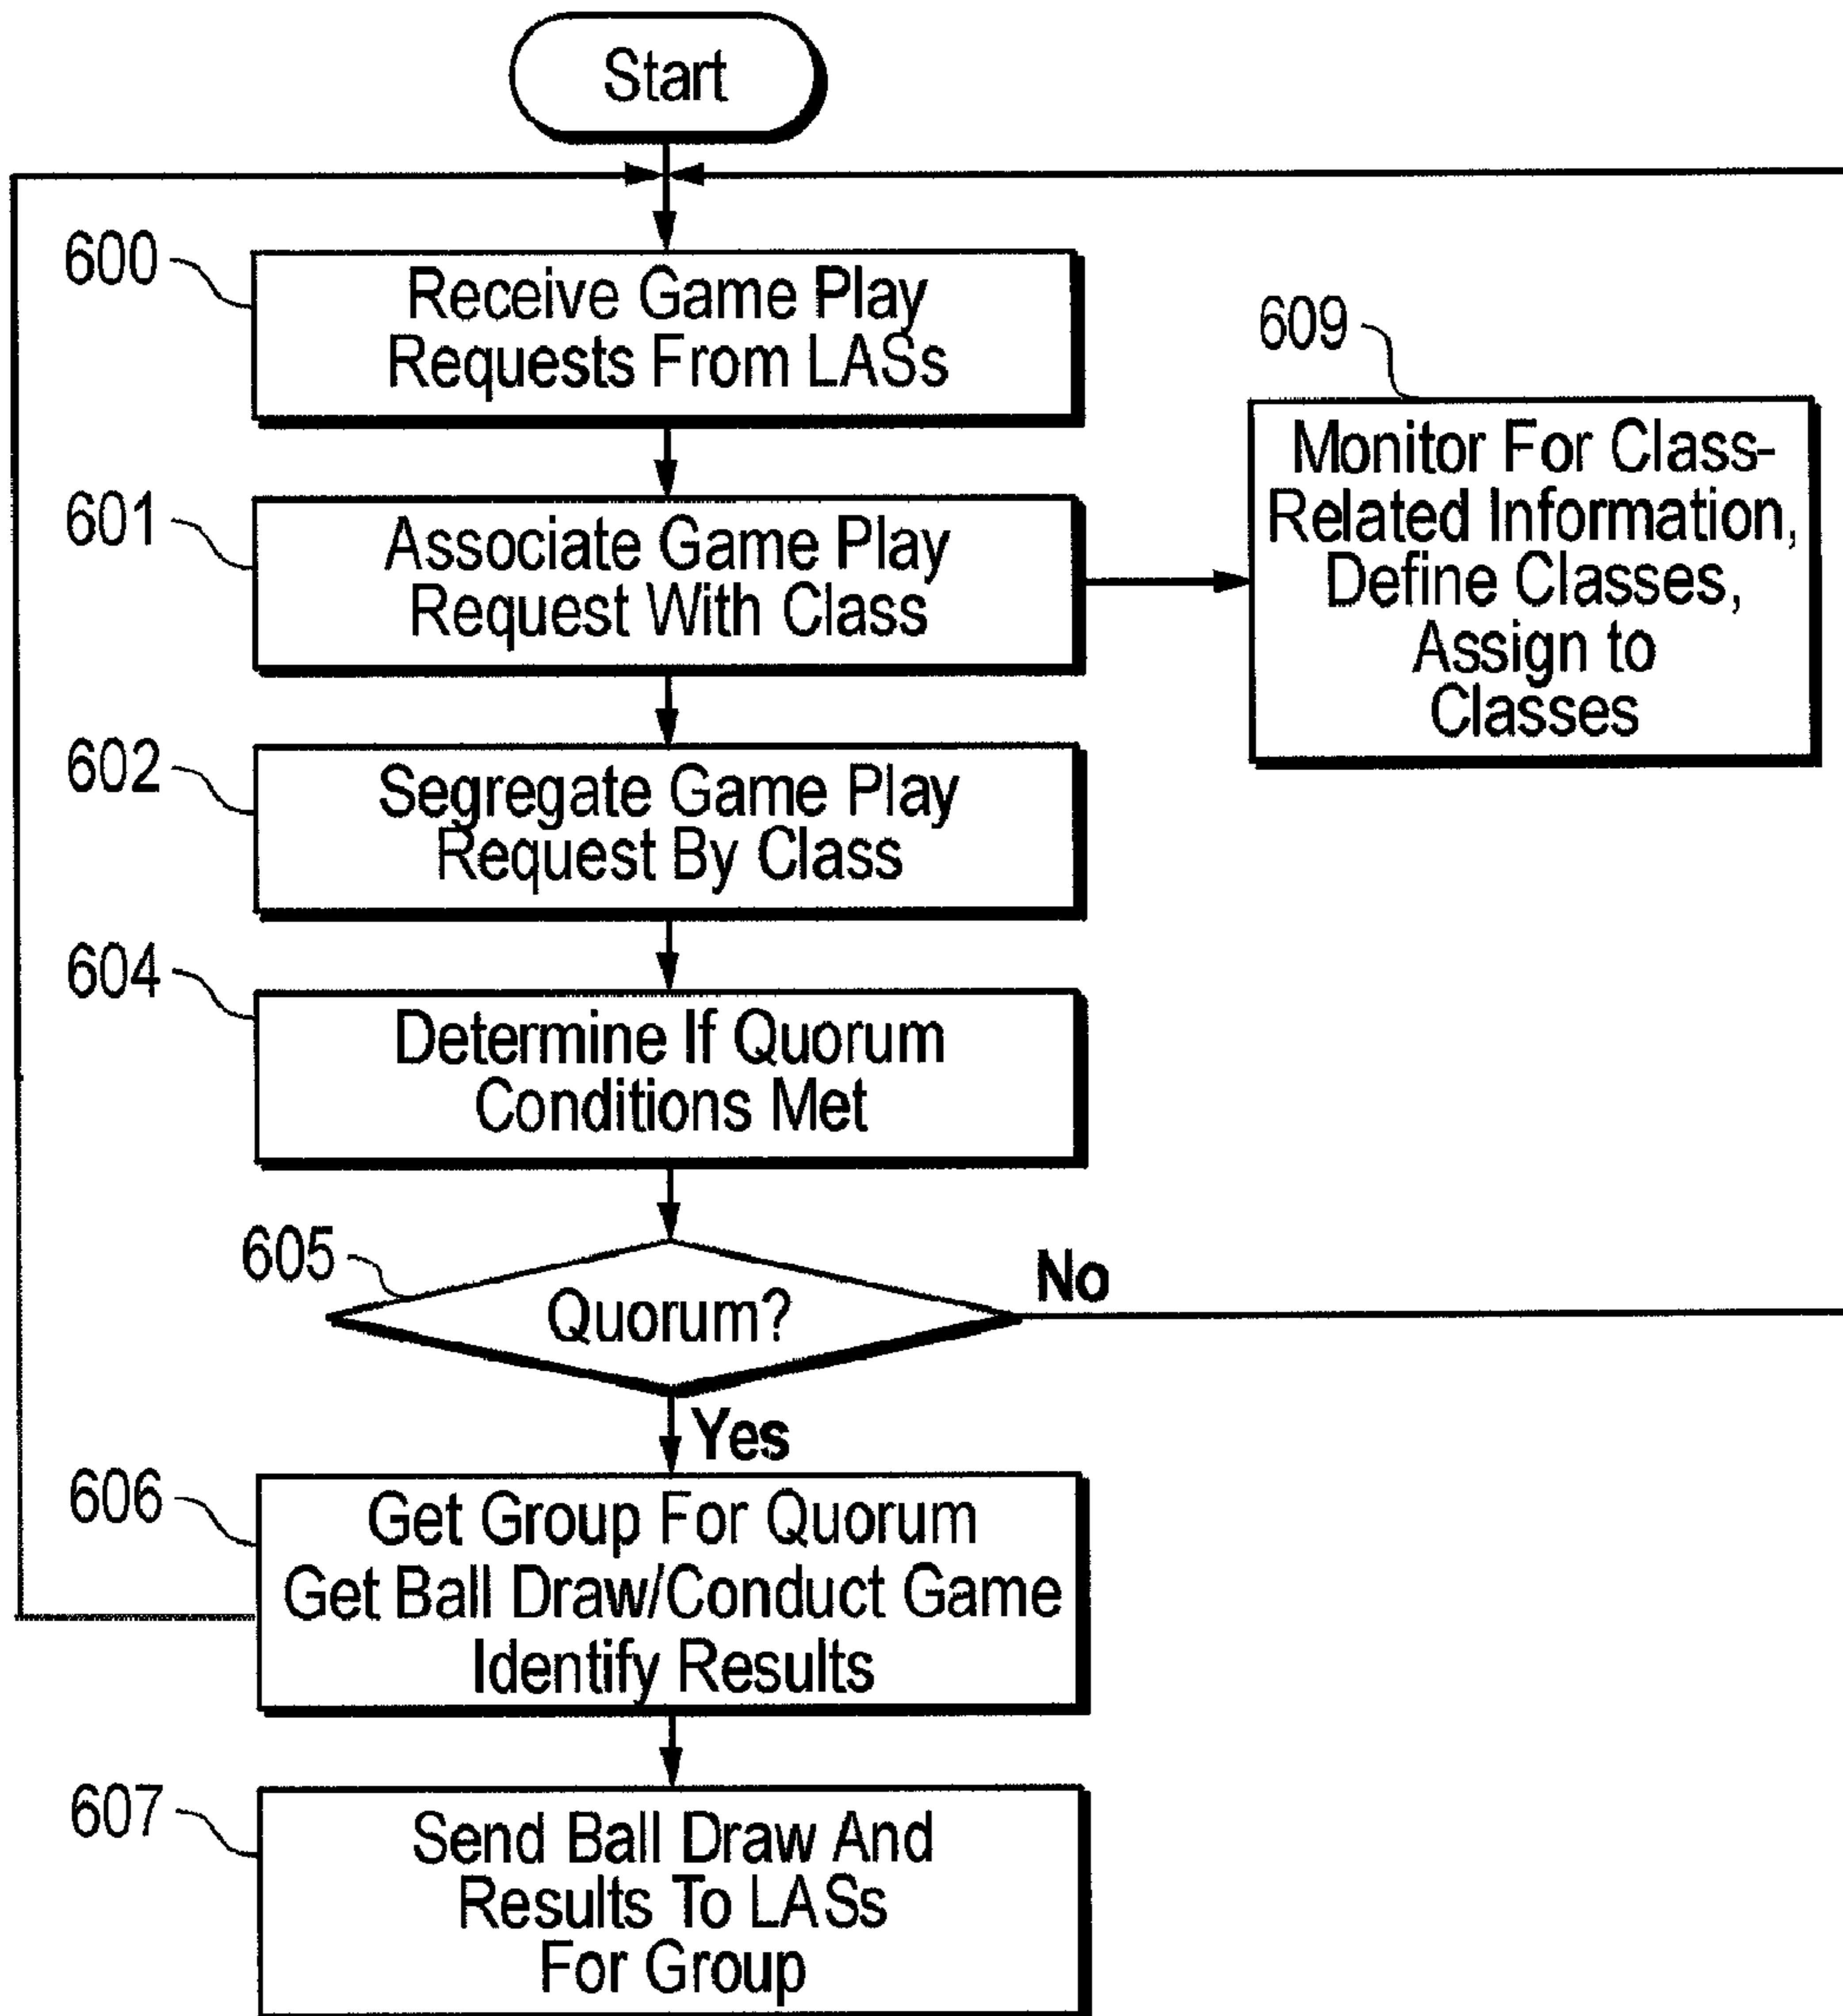 Start
600
Receive Game Play
Requests From LASs
609
Monitor For Class-
Related Information,
Define Classes,
Assign to
Classes
601
Associate Game Play
Request With Class
602
Segregate Game Play
Request By Class
604
Determine If Quorum
Conditions Met
605
Quorum?
No
Yes
606
Get Group For Quorum
Get Ball Draw/Conduct Game
Identify Results
607
Send Ball Draw And
Results To LASs
For Group